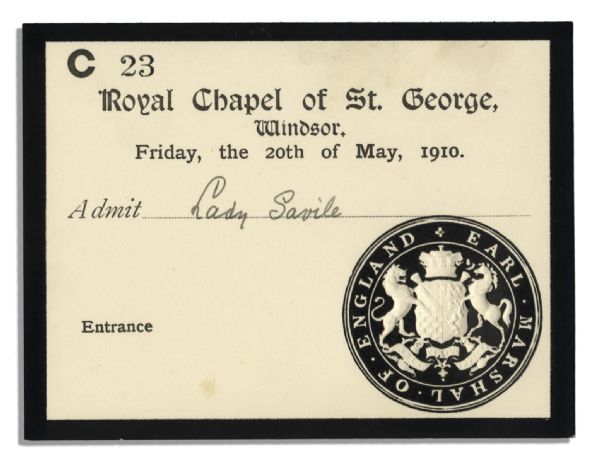 C 23
Royal Chapel of St. George,
Windsor.
Friday, the 20th of May, 1910.
Admit Lady Savile
Entrance
EARL · MARSHAL · OF · ENGLAND